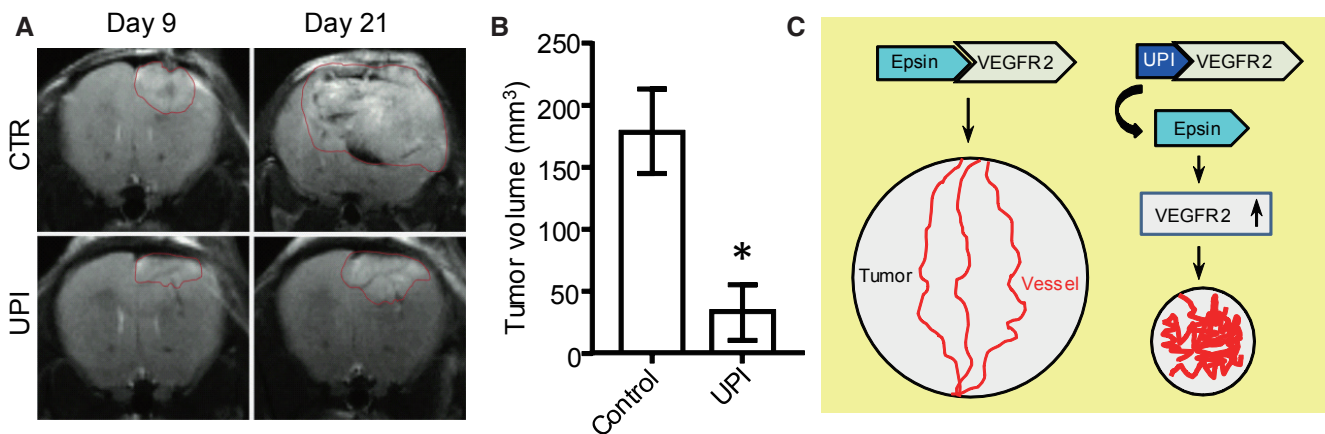 A
Day 9
Day 21
CTR
UPI
B
Tumor volume (mm³)
250
200
150
100
50
0
*
Control
UPI
C
Epsin
VEGFR2
UPI
VEGFR2
Epsin
VEGFR2
Tumor
Vessel